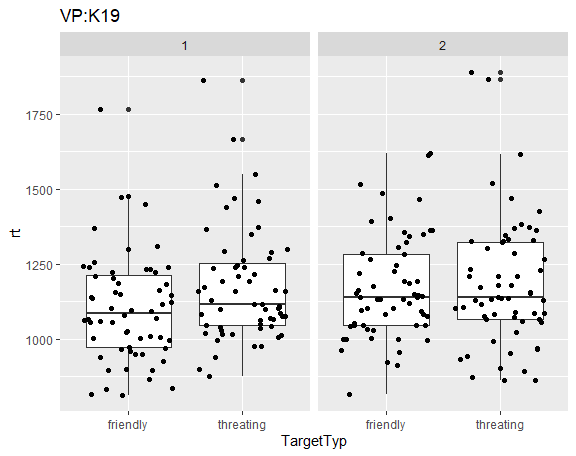 VP:K19
1 2
rt
1750
1500
1250
1000
friendly threating friendly threating
TargetTyp